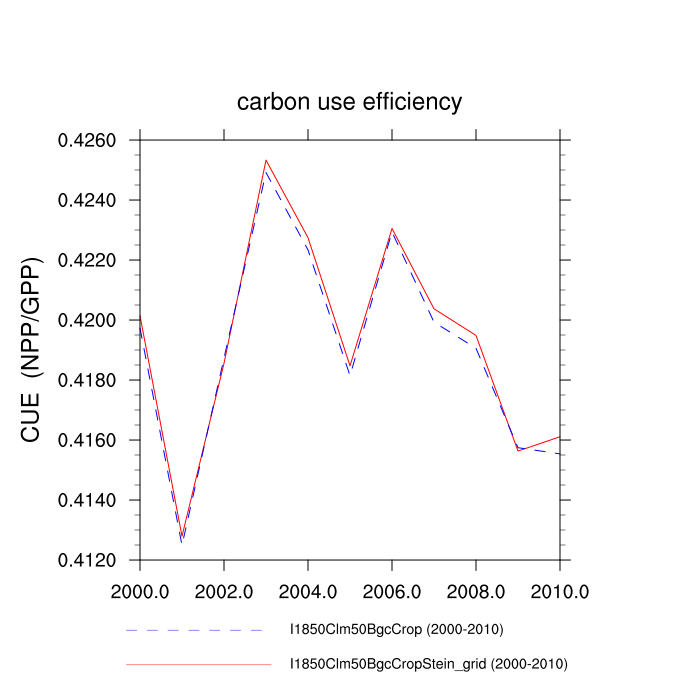 carbon use efficiency
0.4260
0.4240
0.4220
0.4200
0.4180
0.4160
0.4140
0.4120
CUE (NPP/GPP)
2000.0 2002.0 2004.0 2006.0 2008.0 2010.0
I1850Clm50BgcCrop (2000-2010)
I1850Clm50BgcCropStein_grid (2000-2010)